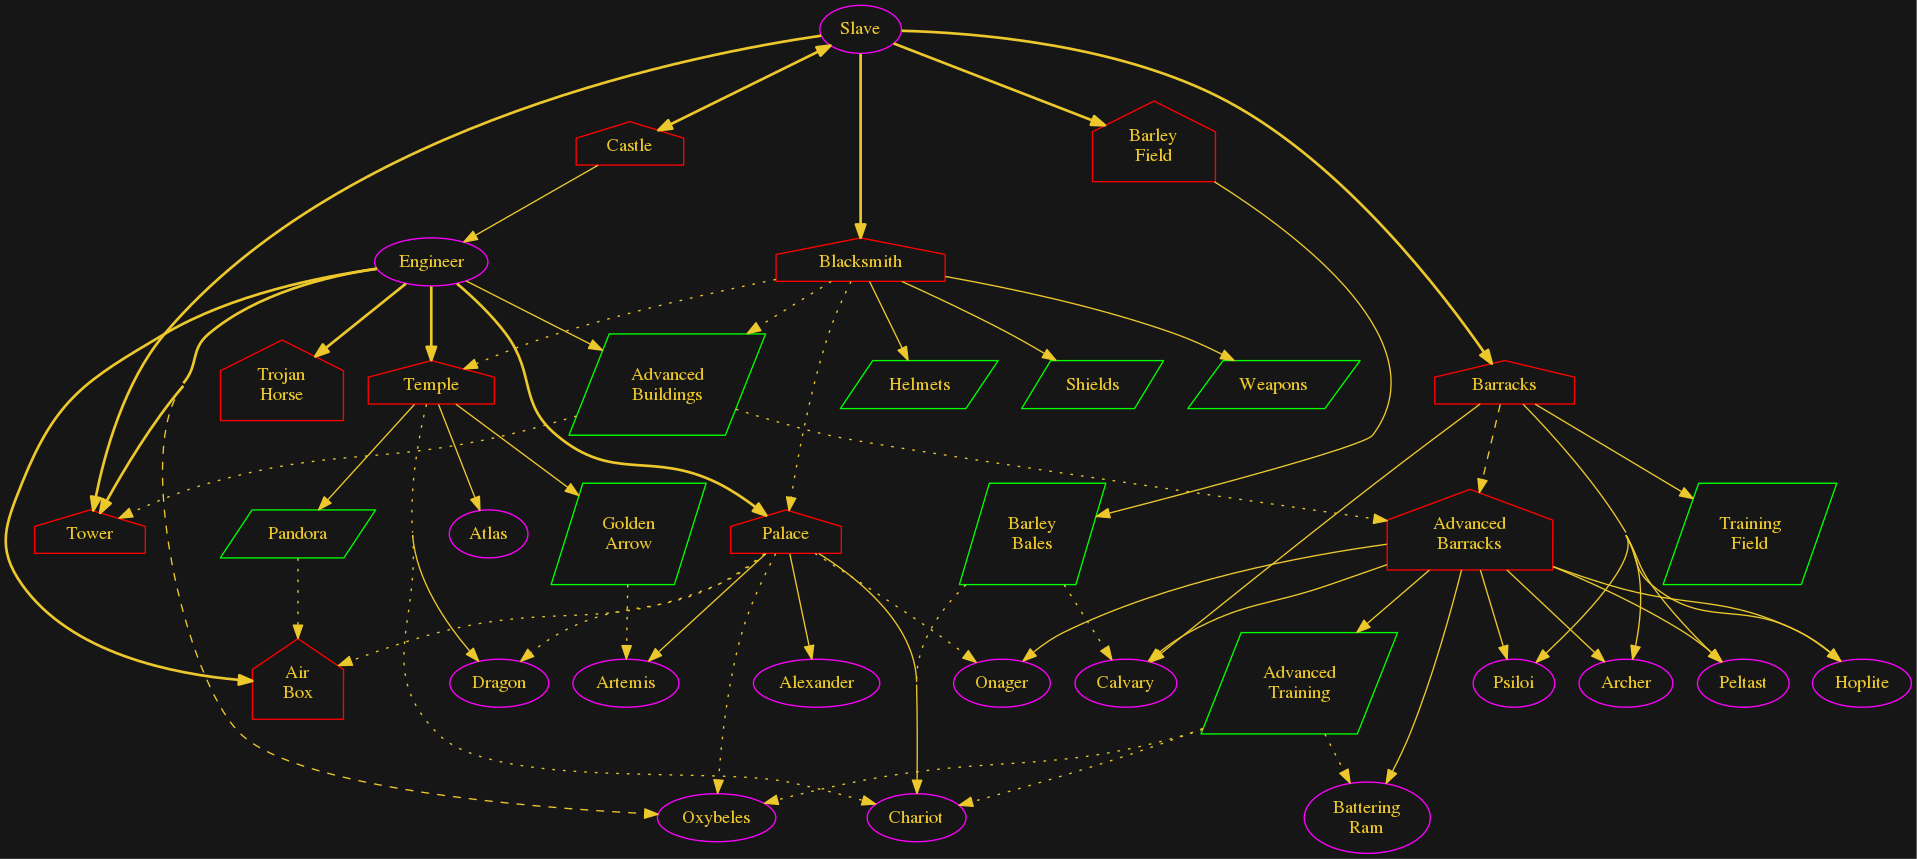 Slave
Castle
Barley
Field
Engineer
Blacksmith
Trojan
Horse
Temple
Advanced
Buildings
Helmets
Shields
Weapons
Barracks
Tower
Pandora
Atlas
Golden
Arrow
Palace
Barley
Bales
Advanced
Barracks
Training
Field
Air
Box
Dragon
Artemis
Alexander
Onager
Calvary
Advanced
Training
Psiloi
Archer
Peltast
Hoplite
Oxybeles
Chariot
Battering
Ram